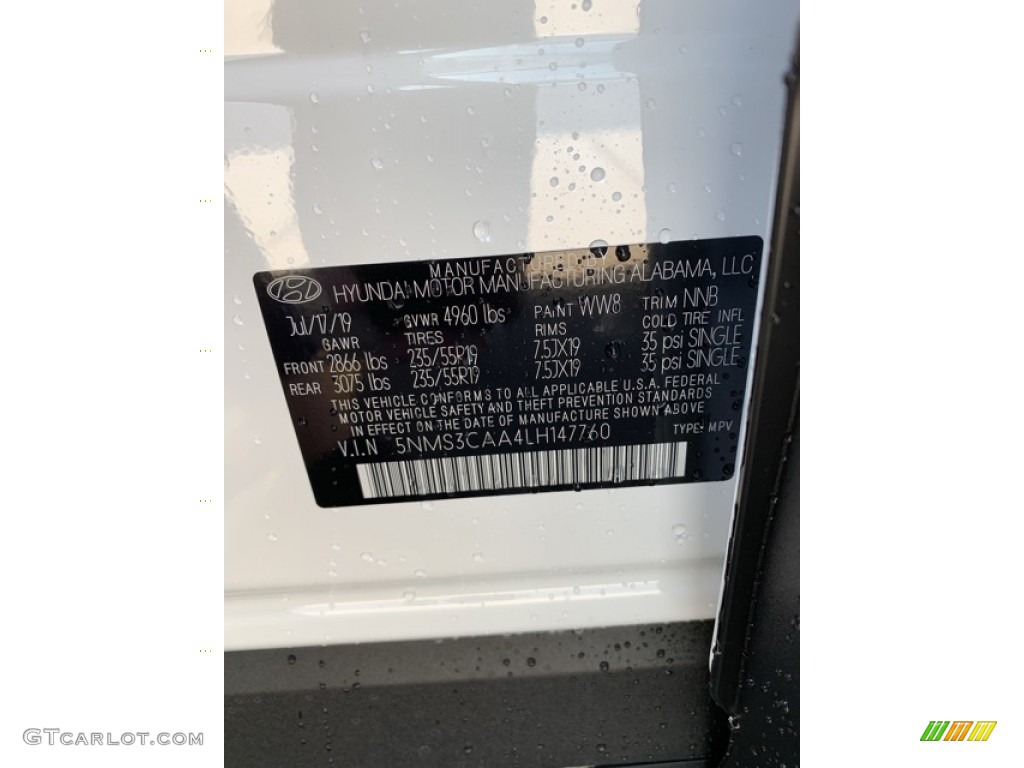 MANUFACTURED BY
HYUNDAI MOTOR MANUFACTURING ALABAMA, LLC
Jul/17/19 GVWR 4960 lbs PAINT WW8 TRIM NNB
GAWR TIRES RIMS COLD TIRE INFL
FRONT 2866 lbs 235/55R19 7.5JX19 35 psi SINGLE
REAR 3075 lbs 235/55R19 7.5JX19 35 psi SINGLE
THIS VEHICLE CONFORMS TO ALL APPLICABLE U.S.A. FEDERAL
MOTOR VEHICLE SAFETY AND THEFT PREVENTION STANDARDS
IN EFFECT ON THE DATE OF MANUFACTURE SHOWN ABOVE
V.I.N 5NMS3CAA4LH147760 TYPE: MPV
GTCARLOT.COM